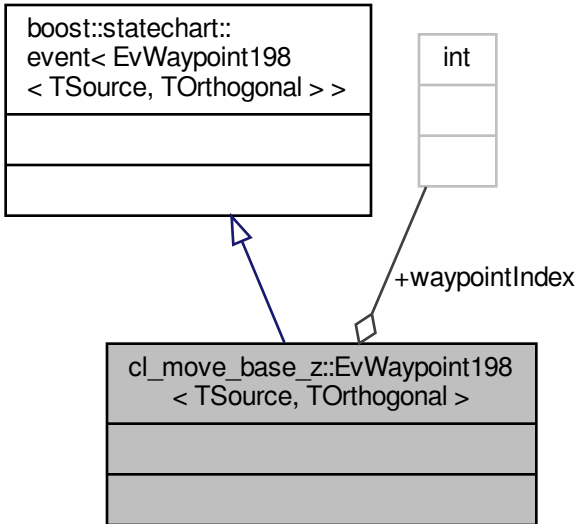 boost::statechart::
event< EvWaypoint198
< TSource, TOrthogonal > >
int
+waypointIndex
cl_move_base_z::EvWaypoint198
< TSource, TOrthogonal >